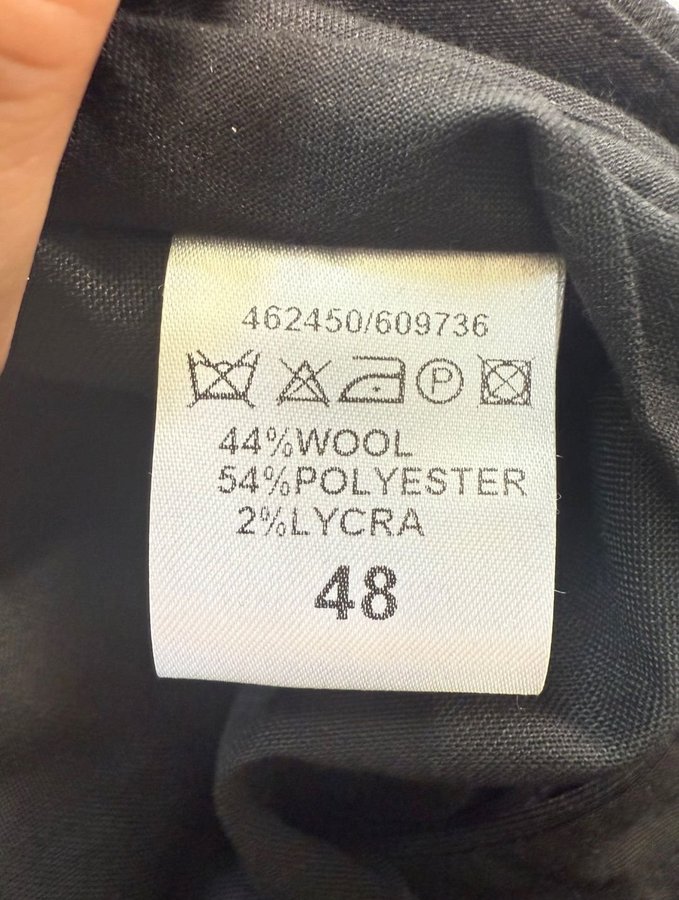 462450/609736
P
44%WOOL
54%POLYESTER
2%LYCRA
48